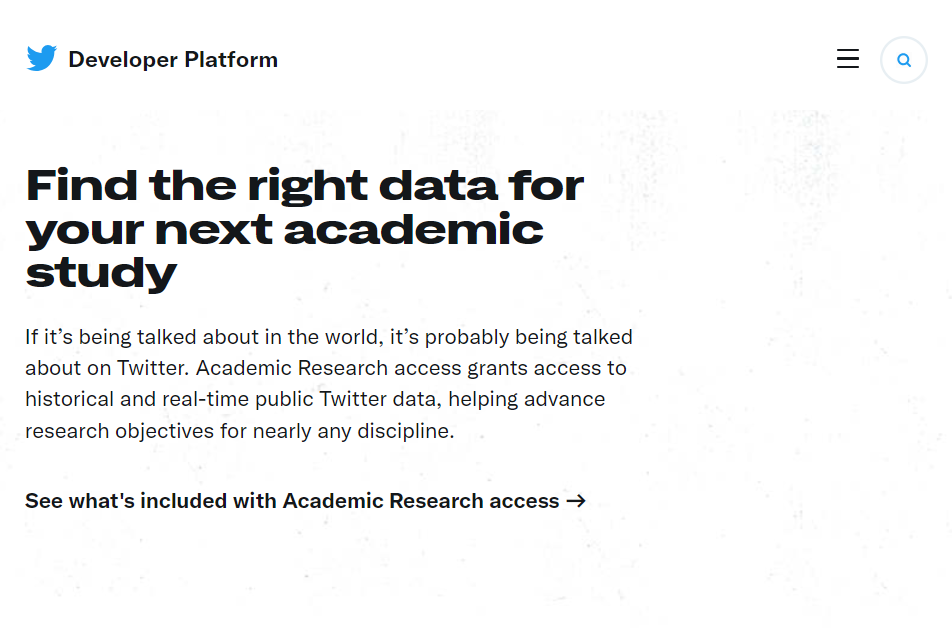 Developer Platform
Find the right data for
your next academic
study
If it’s being talked about in the world, it’s probably being talked
about on Twitter. Academic Research access grants access to
historical and real-time public Twitter data, helping advance
research objectives for nearly any discipline.
See what's included with Academic Research access →